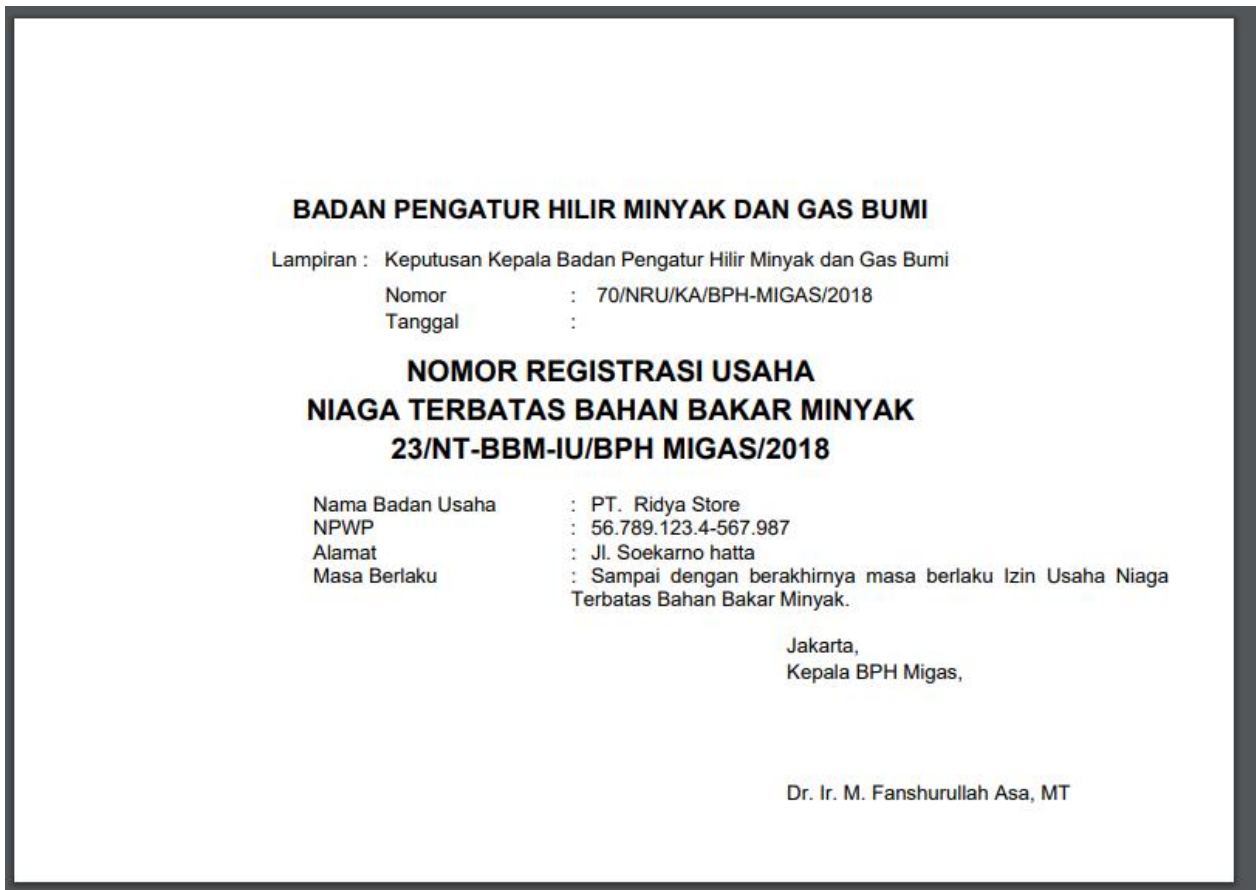 BADAN PENGATUR HILIR MINYAK DAN GAS BUMI
Lampiran : Keputusan Kepala Badan Pengatur Hilir Minyak dan Gas Bumi
Nomor : 70/NRU/KA/BPH-MIGAS/2018
Tanggal :
NOMOR REGISTRASI USAHA
NIAGA TERBATAS BAHAN BAKAR MINYAK
23/NT-BBM-IU/BPH MIGAS/2018
Nama Badan Usaha : PT. Ridya Store
NPWP : 56.789.123.4-567.987
Alamat : Jl. Soekarno hatta
Masa Berlaku : Sampai dengan berakhirnya masa berlaku Izin Usaha Niaga
Terbatas Bahan Bakar Minyak.
Jakarta,
Kepala BPH Migas,
Dr. Ir. M. Fanshurullah Asa, MT